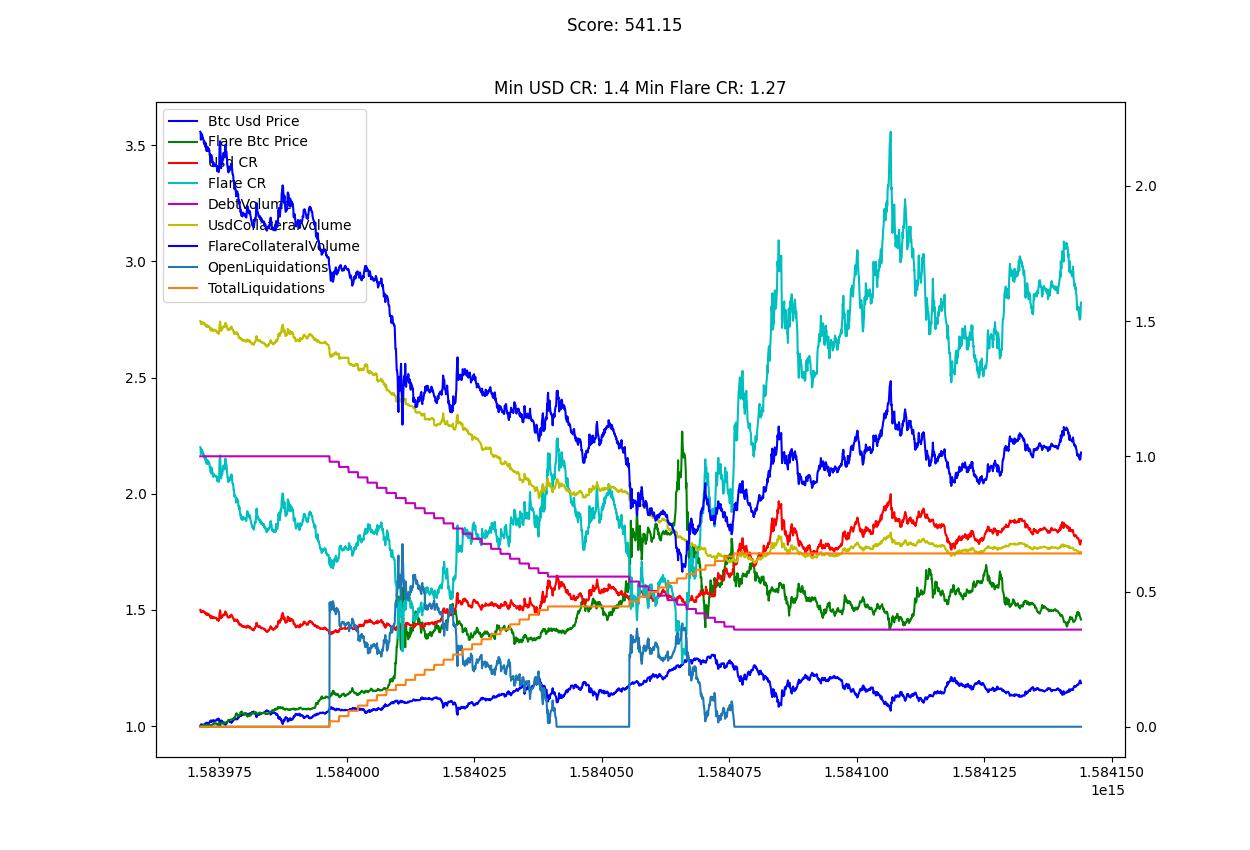 Score: 541.15
Min USD CR: 1.4 Min Flare CR: 1.27
Btc Usd Price
Flare Btc Price
Usd CR
Flare CR
DebtVolume
UsdCollateralVolume
FlareCollateralVolume
OpenLiquidations
TotalLiquidations
3.5
3.0
2.5
2.0
1.5
1.0
2.0
1.5
1.0
0.5
0.0
1.583975 1.584000 1.584025 1.584050 1.584075 1.584100 1.584125 1.584150
1e15